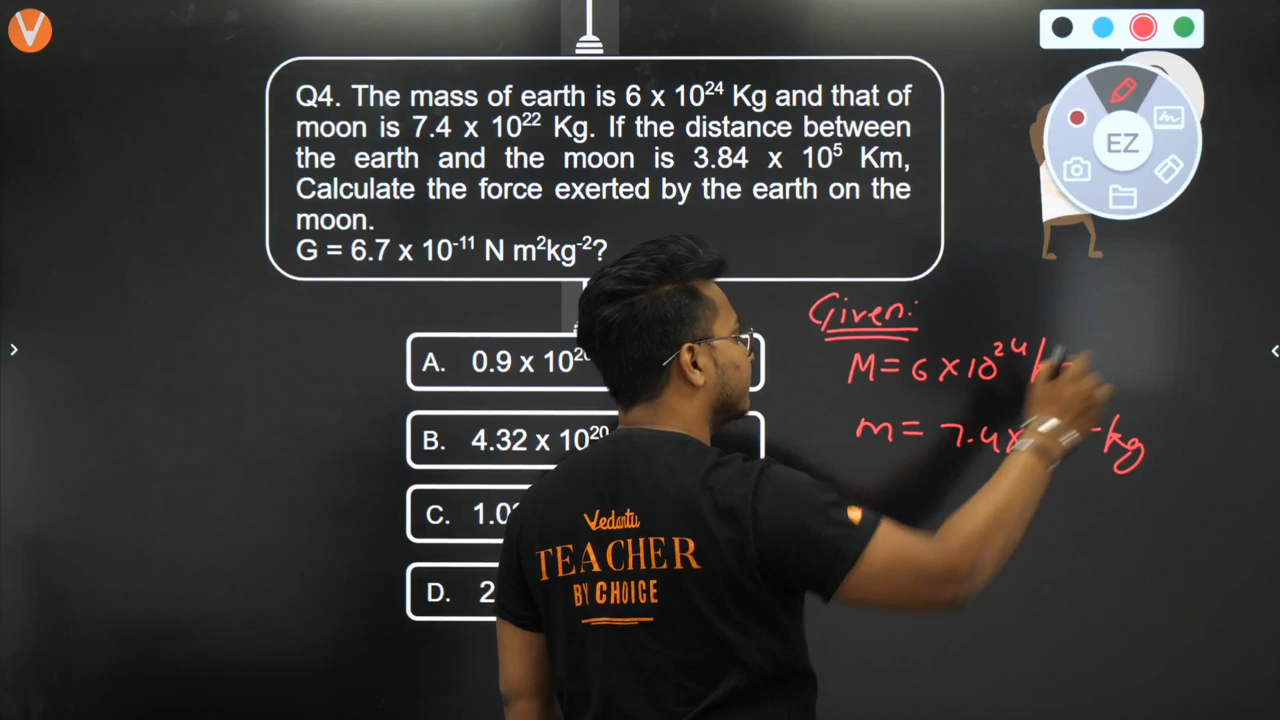 Q4. The mass of earth is 6 x 10²⁴ Kg and that of
moon is 7.4 x 10²² Kg. If the distance between
the earth and the moon is 3.84 x 10⁵ Km,
Calculate the force exerted by the earth on the
moon.
G = 6.7 x 10⁻¹¹ N m²kg⁻²?
EZ
Given:
A. 0.9 x 10²⁰
M = 6 x 10²⁴
B. 4.32 x 10²⁰
m = 7.4 x kg
C. 1.0
D. 2
Vedantu
TEACHER
BY CHOICE